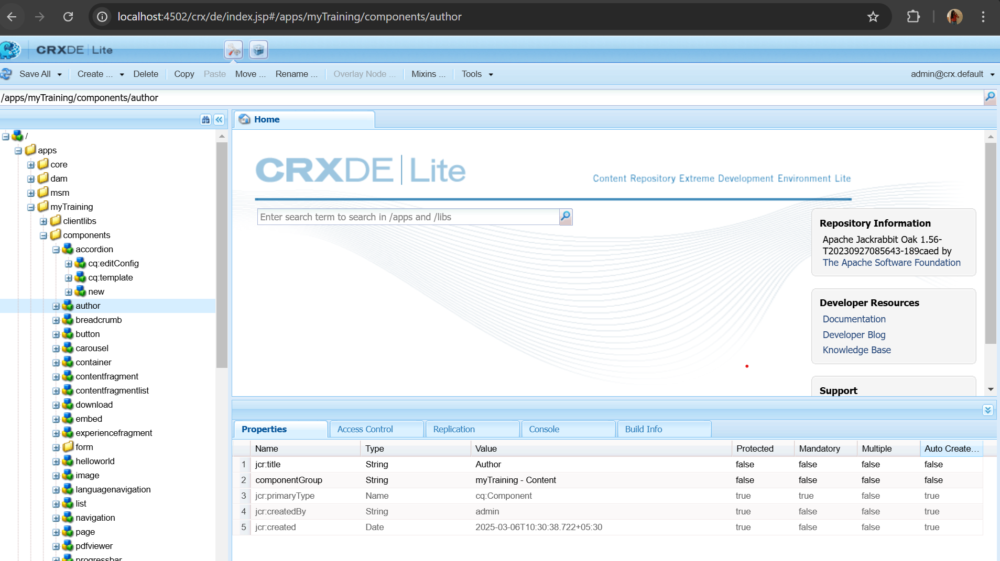 localhost:4502/crx/de/index.jsp#/apps/myTraining/components/author
CRXDE | Lite
Save All Create ... Delete Copy Paste Move ... Rename ... Overlay Node ... Mixins ... Tools admin@crx.default
/apps/myTraining/components/author
Home
/
apps
core
dam
msm
myTraining
clientlibs
components
accordion
cq:editConfig
cq:template
new
author
breadcrumb
button
carousel
container
contentfragment
contentfragmentlist
download
embed
experiencefragment
form
helloworld
image
languagenavigation
list
navigation
page
pdfviewer
progressbar
CRXDE | Lite
Content Repository Extreme Development Environment Lite
Enter search term to search in /apps and /libs
Repository Information
Apache Jackrabbit Oak 1.56-
T20230927085643-189caed by
The Apache Software Foundation
Developer Resources
Documentation
Developer Blog
Knowledge Base
Support
Properties Access Control Replication Console Build Info
Name Type Value Protected Mandatory Multiple Auto Create...
1 jcr:title String Author false false false false
2 componentGroup String myTraining - Content false false false false
3 jcr:primaryType Name cq:Component true true false true
4 jcr:createdBy String admin true false false true
5 jcr:created Date 2025-03-06T10:30:38.722+05:30 true false false true